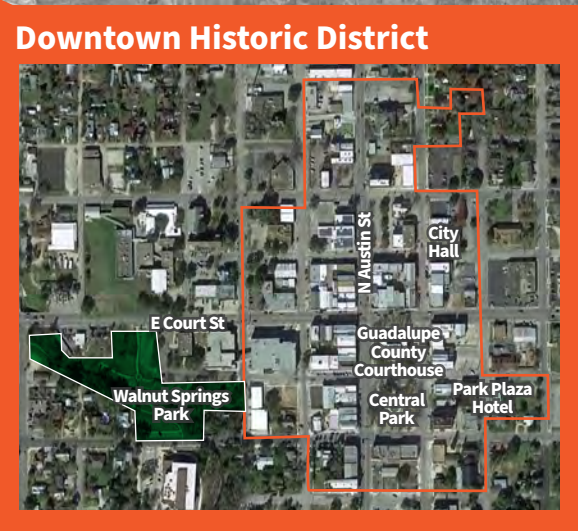 Downtown Historic District
N Austin St
City
Hall
E Court St
Guadalupe
County
Courthouse
Walnut Springs
Park
Central
Park
Park Plaza
Hotel